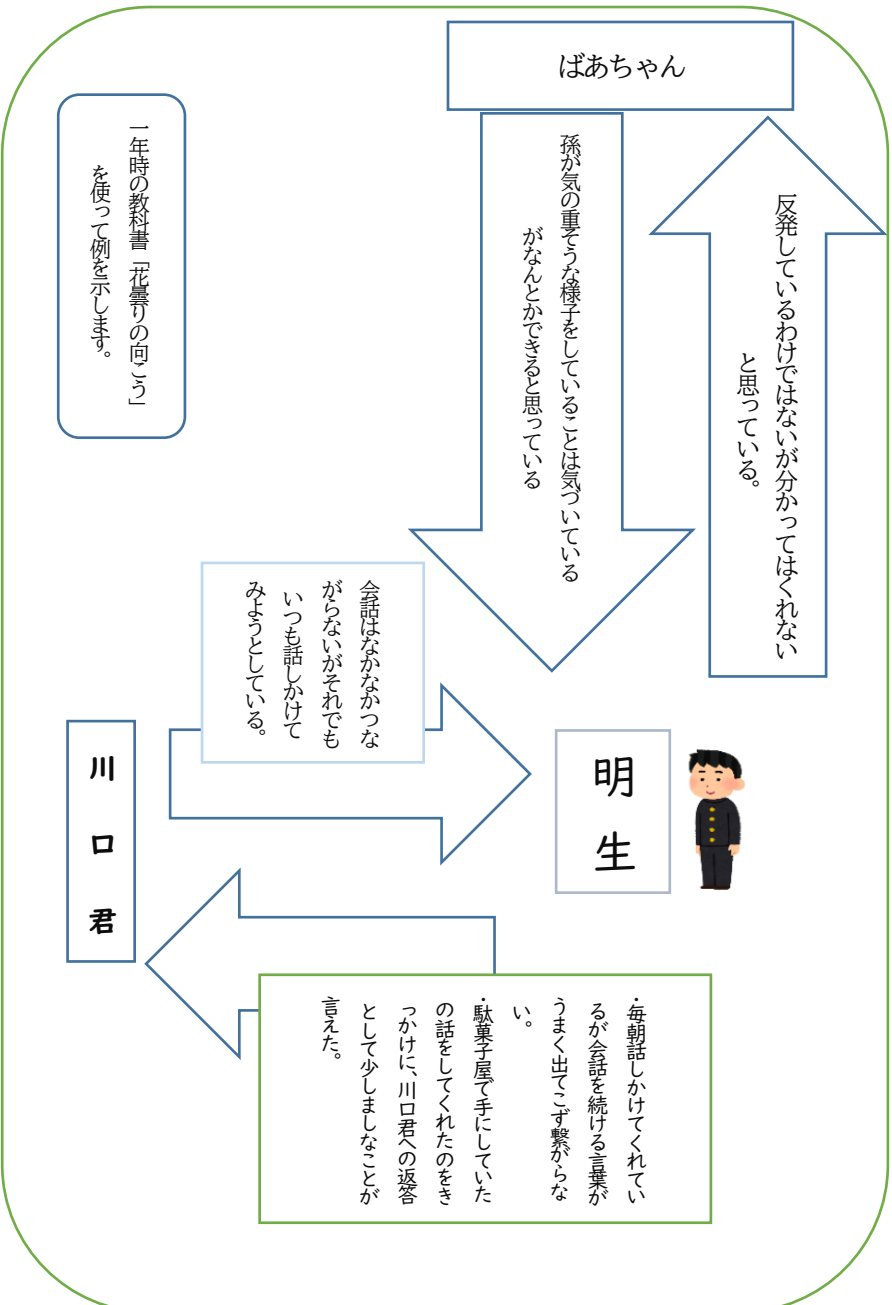 ばあちゃん
反発しているわけではないが分かってはくれない
と思っている。
孫が気の重そうな様子をしていることは気づいている
がなんとかできると思っている
一年時の教科書「花曇りの向こう」
を使って例を示します。
明生
会話はなかなかつな
がらないがそれでも
いつも話しかけて
みようとしている。
川口君
・毎朝話しかけてくれてい
るが会話を続ける言葉が
うまく出てこず繋がらな
い。
・駄菓子屋で手にしていた
の話をしてくれたのをき
っかけに、川口君への返答
として少しましなことが
言えた。